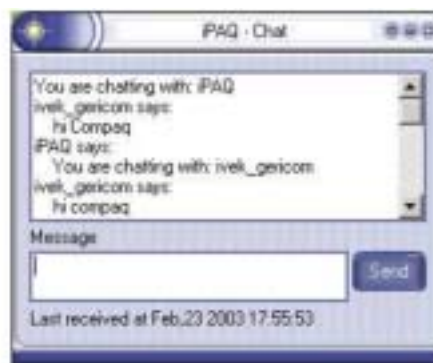 iPAQ - Chat
You are chatting with: iPAQ
ivek_gericom says:
hi Compaq
iPAQ says:
You are chatting with: ivek_gericom
ivek_gericom says:
hi compaq
Message
Send
Last received at Feb,23 2003 17:55:53